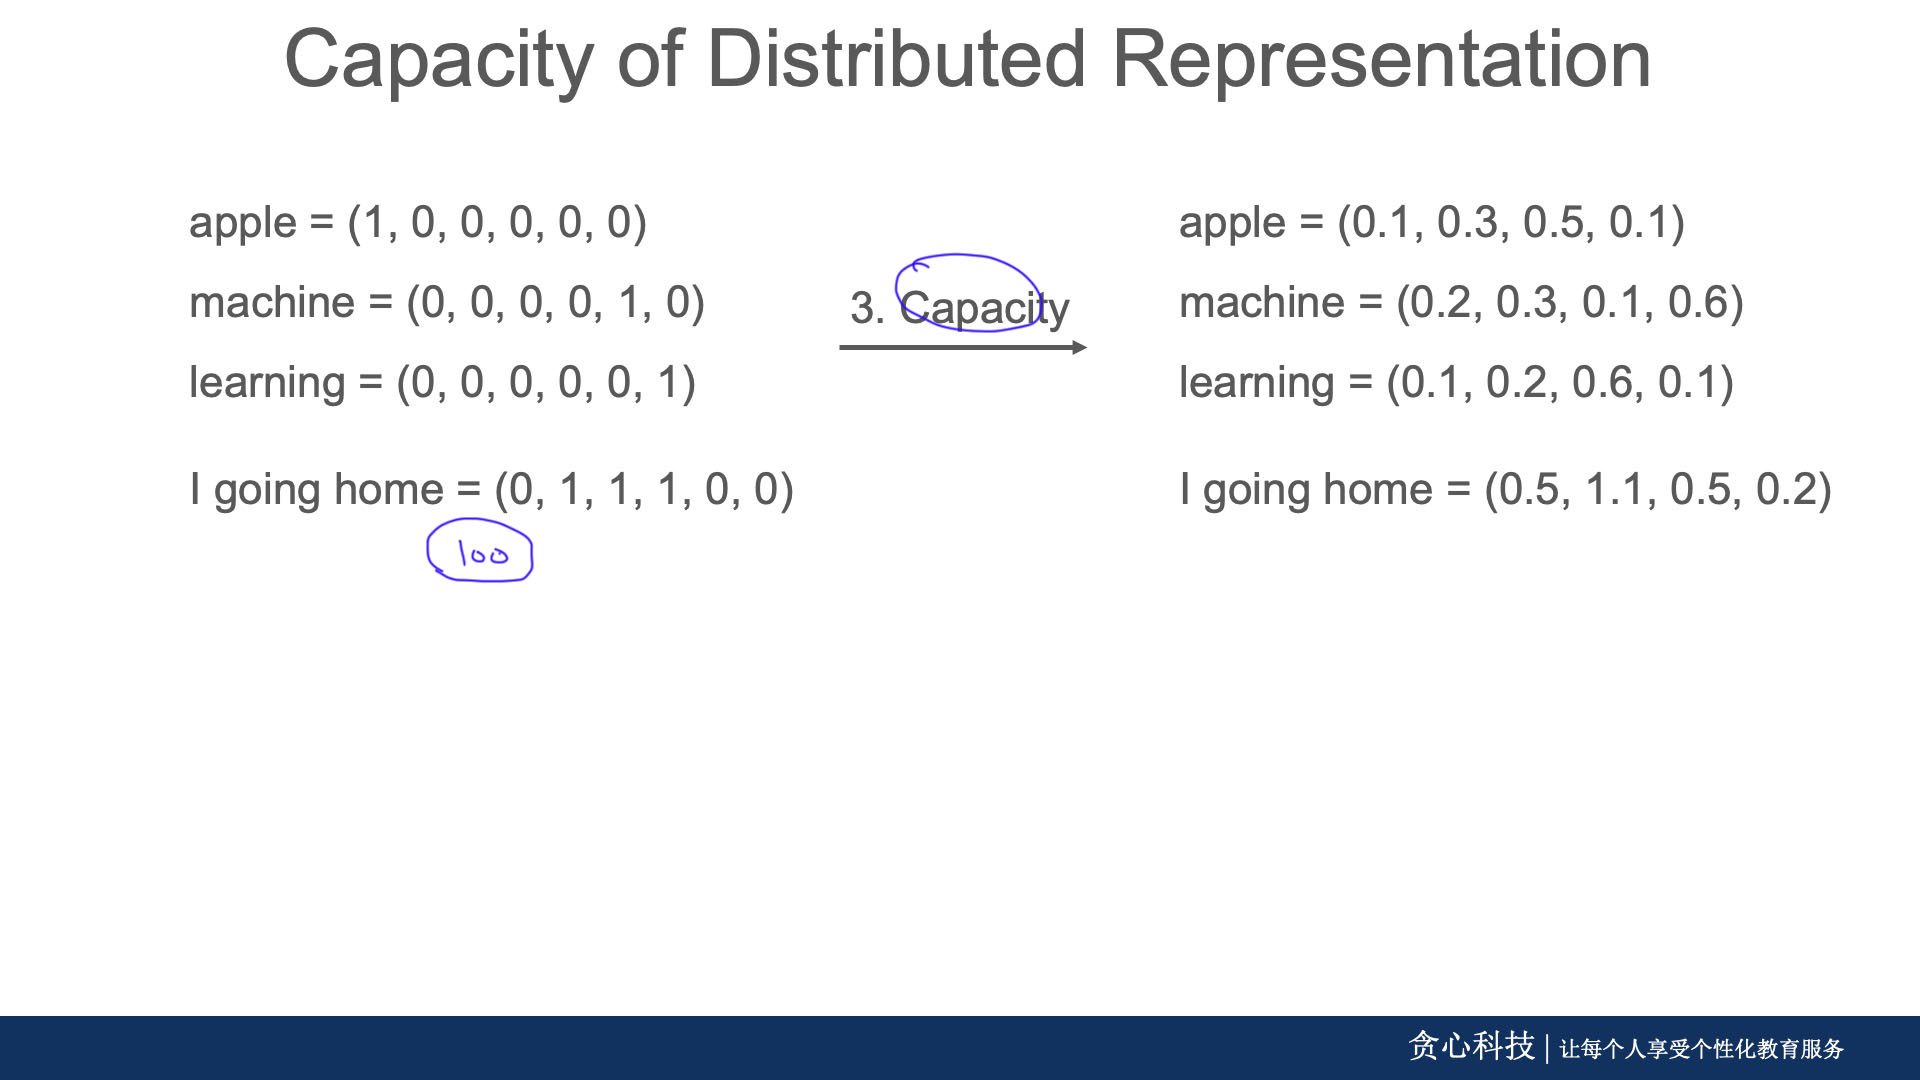 Capacity of Distributed Representation
apple = (1, 0, 0, 0, 0, 0)
machine = (0, 0, 0, 0, 1, 0)
learning = (0, 0, 0, 0, 0, 1)
I going home = (0, 1, 1, 1, 0, 0)
100
3. Capacity
apple = (0.1, 0.3, 0.5, 0.1)
machine = (0.2, 0.3, 0.1, 0.6)
learning = (0.1, 0.2, 0.6, 0.1)
I going home = (0.5, 1.1, 0.5, 0.2)
贪心科技 | 让每个人享受个性化教育服务